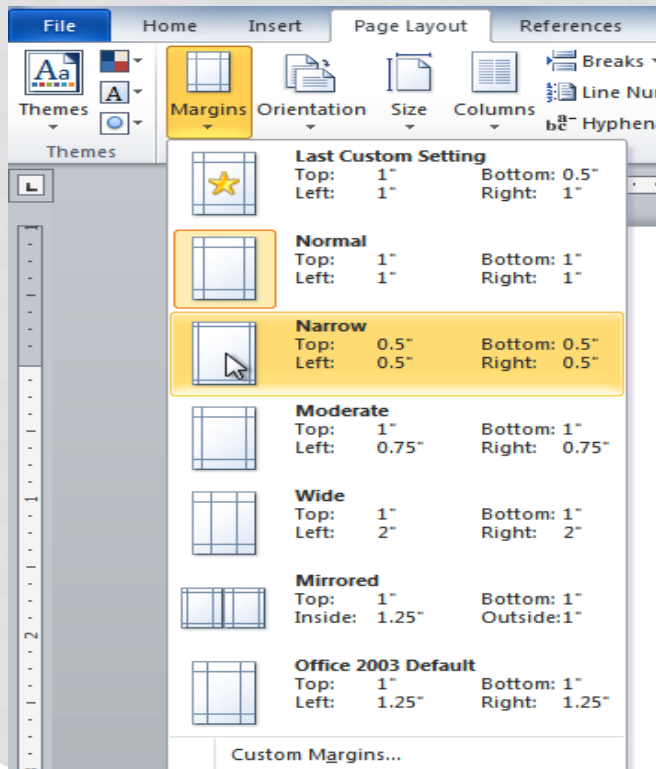 File Home Insert Page Layout References
Aa
A
Breaks
Line Nu
Hyphen
Themes Margins Orientation Size Columns
Themes
Last Custom Setting
Top: 1" Bottom: 0.5"
Left: 1" Right: 1"
Normal
Top: 1" Bottom: 1"
Left: 1" Right: 1"
Narrow
Top: 0.5" Bottom: 0.5"
Left: 0.5" Right: 0.5"
Moderate
Top: 1" Bottom: 1"
Left: 0.75" Right: 0.75"
Wide
Top: 1" Bottom: 1"
Left: 2" Right: 2"
Mirrored
Top: 1" Bottom: 1"
Inside: 1.25" Outside:1"
Office 2003 Default
Top: 1" Bottom: 1"
Left: 1.25" Right: 1.25"
Custom Margins...
1
2